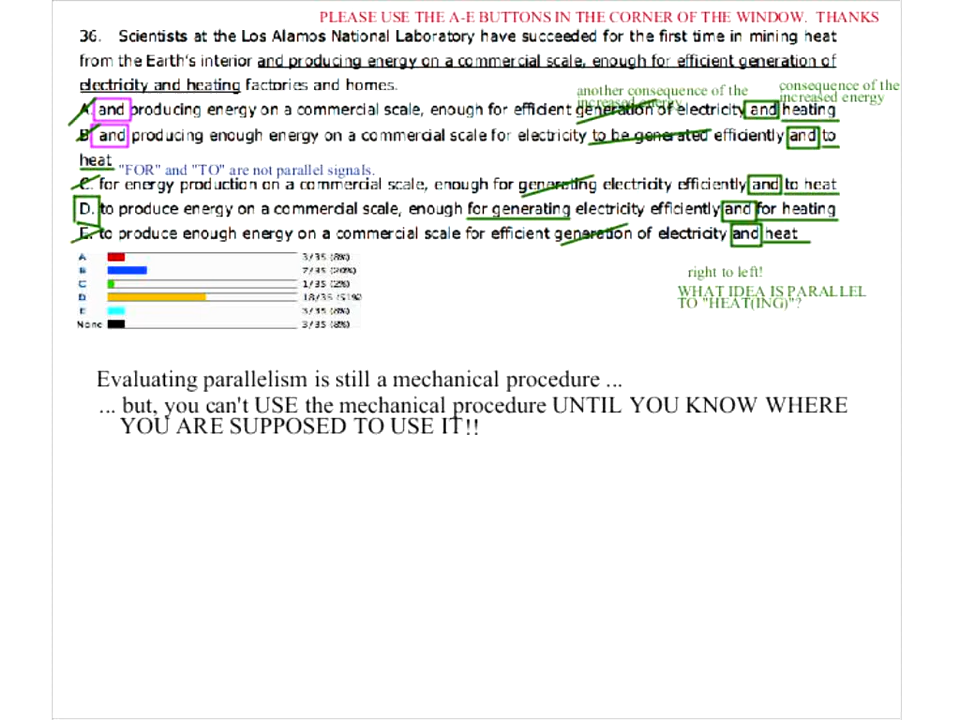 PLEASE USE THE A-E BUTTONS IN THE CORNER OF THE WINDOW. THANKS
36. Scientists at the Los Alamos National Laboratory have succeeded for the first time in mining heat
from the Earth's interior and producing energy on a commercial scale, enough for efficient generation of
electricity and heating factories and homes.
another consequence of the
increased energy
consequence of the
increased energy
A. and producing energy on a commercial scale, enough for efficient generation of electricity and heating
B. and producing enough energy on a commercial scale for electricity to be generated efficiently and to
heat
"FOR" and "TO" are not parallel signals.
C. for energy production on a commercial scale, enough for generating electricity efficiently and to heat
D. to produce energy on a commercial scale, enough for generating electricity efficiently and for heating
E. to produce enough energy on a commercial scale for efficient generation of electricity and heat
A 3/35 (8%)
B 7/35 (20%)
C 1/35 (2%)
D 18/35 (51%
E 3/35 (8%)
None 3/35 (8%)
right to left!
WHAT IDEA IS PARALLEL
TO "HEAT(ING)"?
Evaluating parallelism is still a mechanical procedure ...
... but, you can't USE the mechanical procedure UNTIL YOU KNOW WHERE
YOU ARE SUPPOSED TO USE IT!!